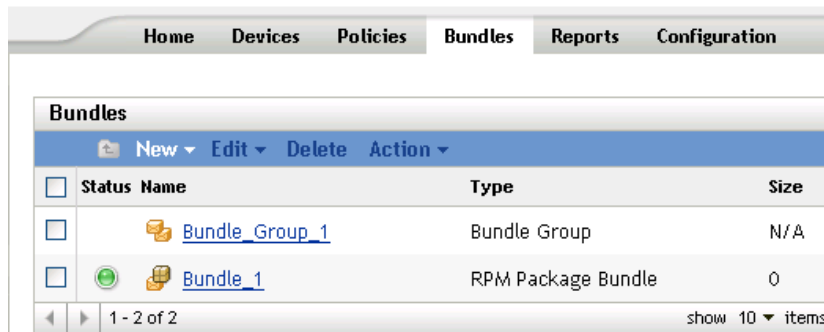 Home Devices Policies Bundles Reports Configuration
Bundles
New Edit Delete Action
Status Name Type Size
Bundle_Group_1 Bundle Group N/A
Bundle_1 RPM Package Bundle 0
1 - 2 of 2 show 10 items